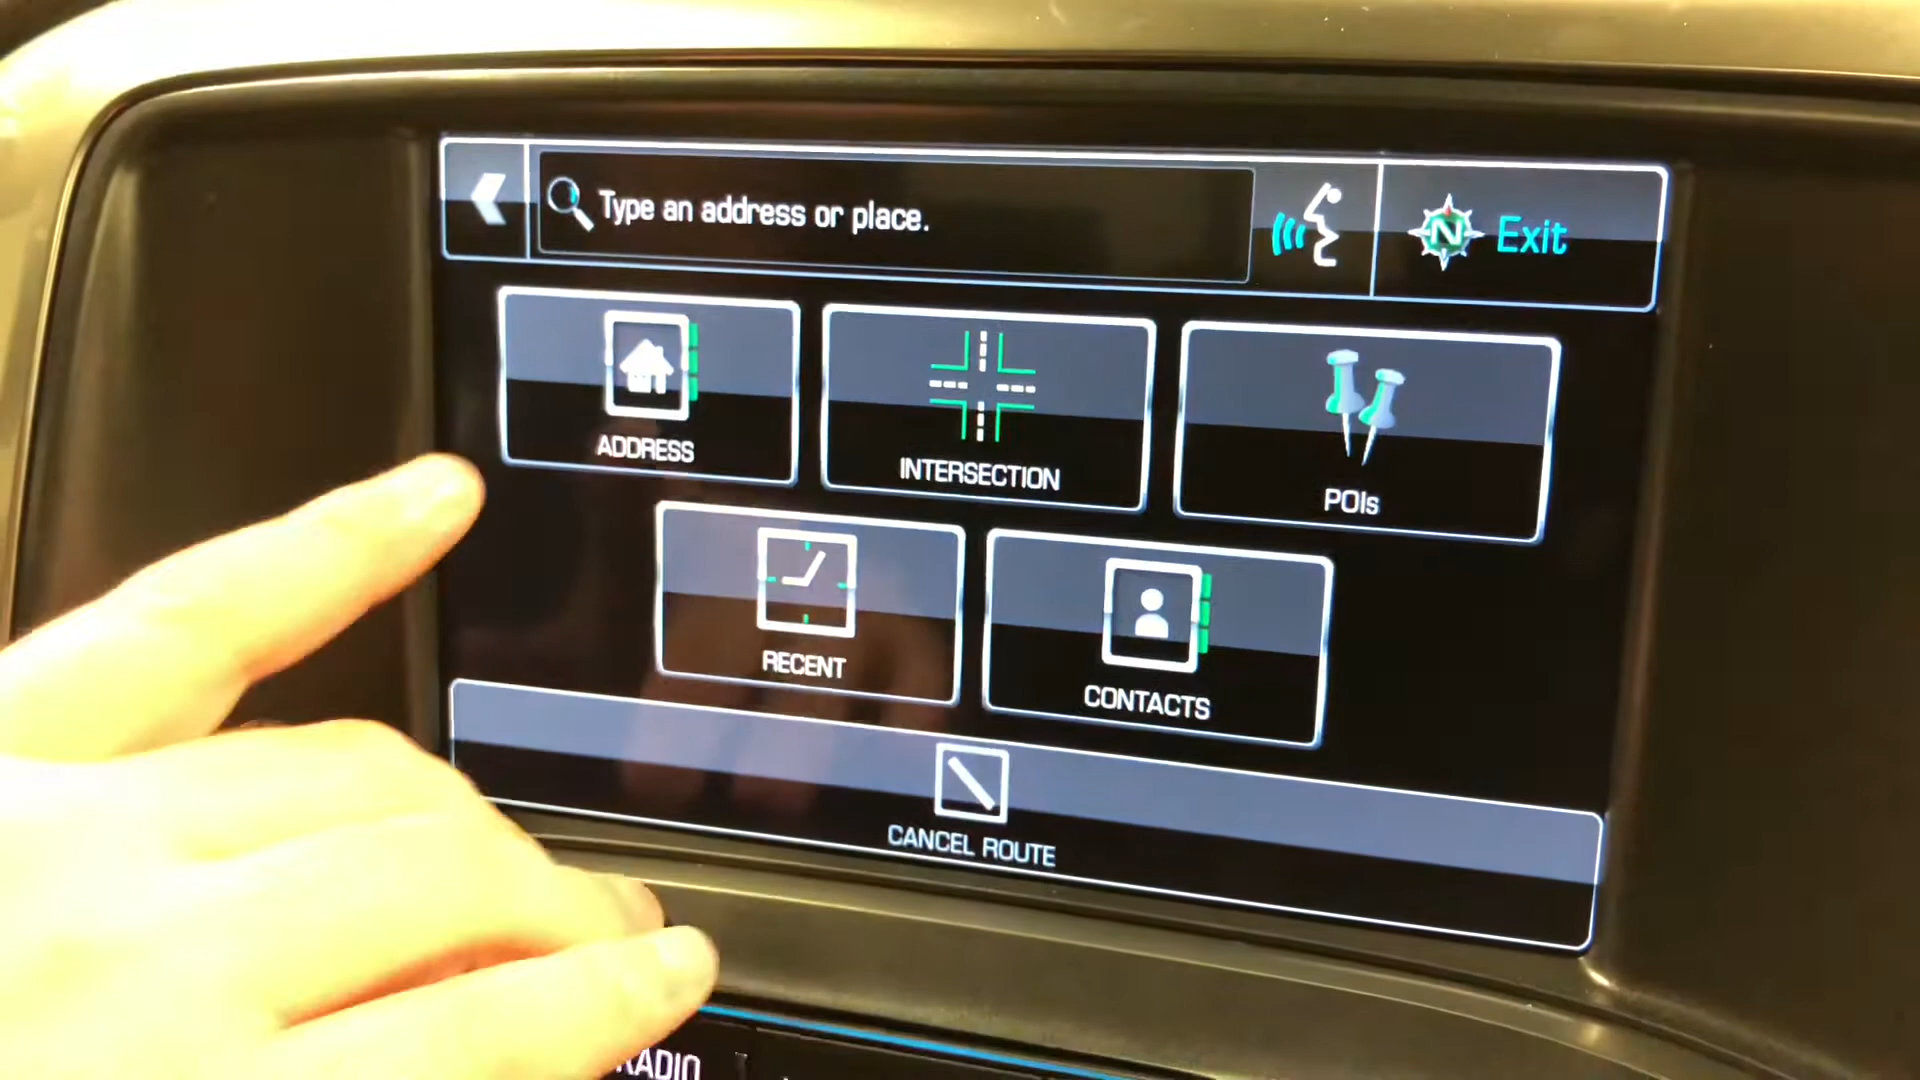 Type an address or place.
N Exit
ADDRESS
INTERSECTION
POIs
RECENT
CONTACTS
CANCEL ROUTE
RADIO